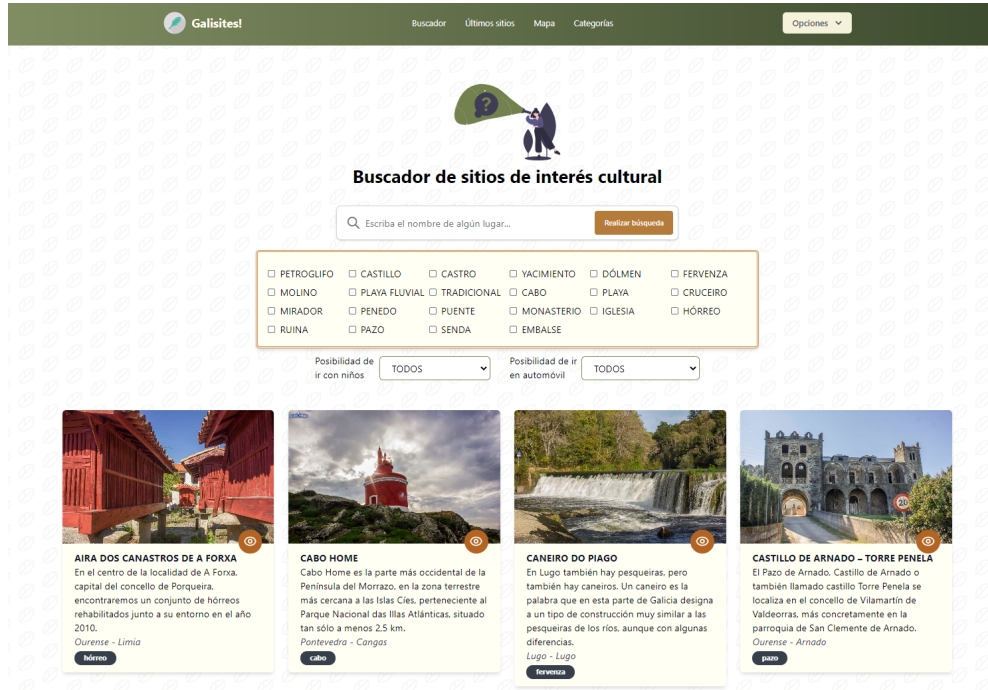 Galisites!
Buscador
Últimos sitios
Mapa
Categorías
Opciones
?
Buscador de sitios de interés cultural
Escriba el nombre de algún lugar...
Realizar búsqueda
PETROGLIFO CASTILLO CASTRO YACIMIENTO DÓLMEN FERVENZA
MOLINO PLAYA FLUVIAL TRADICIONAL CABO PLAYA CRUCEIRO
MIRADOR PENEDO PUENTE MONASTERIO IGLESIA HÓRREO
RUINA PAZO SENDA EMBALSE
Posibilidad de
ir con niños
TODOS
Posibilidad de ir
en automóvil
TODOS
AIRA DOS CANASTROS DE A FORXA
En el centro de la localidad de A Forxa,
capital del concello de Porqueira,
encontraremos un conjunto de hórreos
rehabilitados junto a su entorno en el año
2010.
Ourense - Limia
hórreo
CABO HOME
Cabo Home es la parte más occidental de la
Península del Morrazo, en la zona terrestre
más cercana a las Islas Cíes, perteneciente al
Parque Nacional das Illas Atlánticas, situado
tan sólo a menos 2,5 km.
Pontevedra - Cangas
cabo
CANEIRO DO PIAGO
En Lugo también hay pesqueiras, pero
también hay caneiros. Un caneiro es la
palabra que en esta parte de Galicia designa
a un tipo de construcción muy similar a las
pesqueiras de los ríos, aunque con algunas
diferencias.
Lugo - Lugo
fervenza
20
CASTILLO DE ARNADO – TORRE PENELA
El Pazo de Arnado, Castillo de Arnado o
también llamado castillo Torre Penela se
localiza en el concello de Vilamartín de
Valdeorras, más concretamente en la
parroquia de San Clemente de Arnado.
Ourense - Arnado
pazo